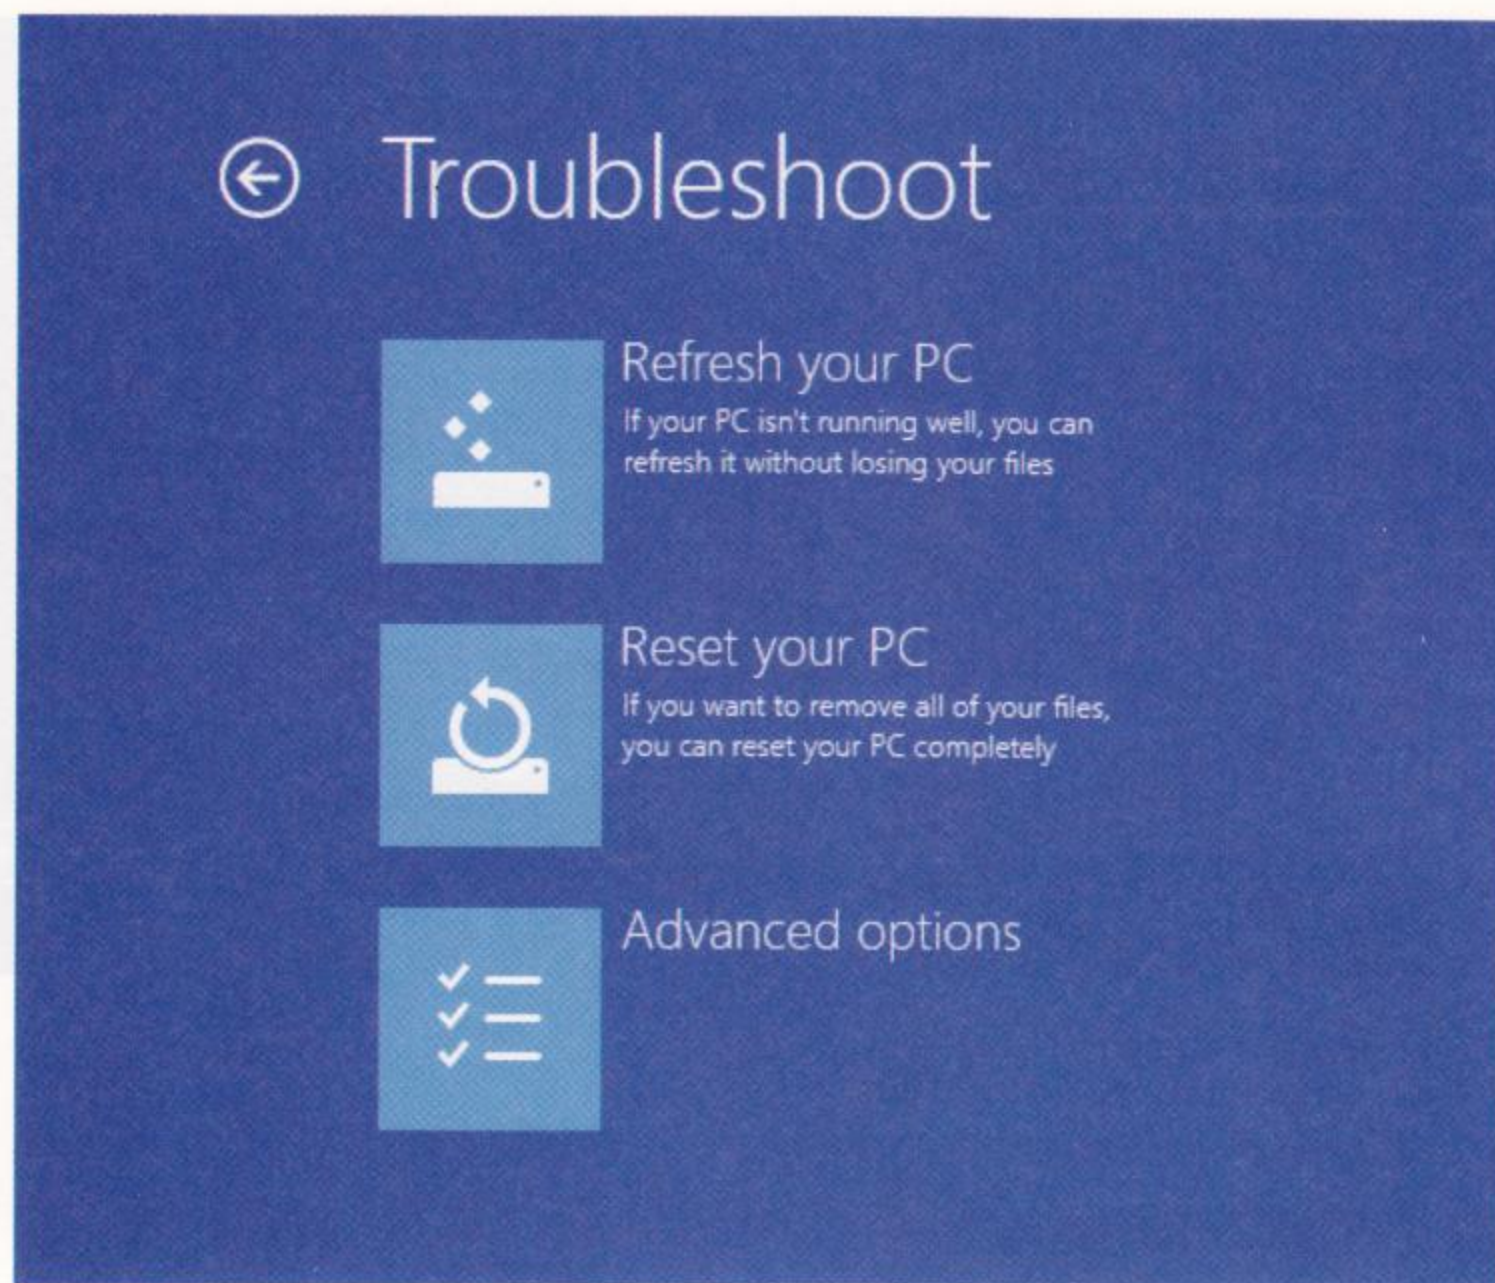 Troubleshoot
Refresh your PC
If your PC isn't running well, you can
refresh it without losing your files
Reset your PC
If you want to remove all of your files,
you can reset your PC completely
Advanced options